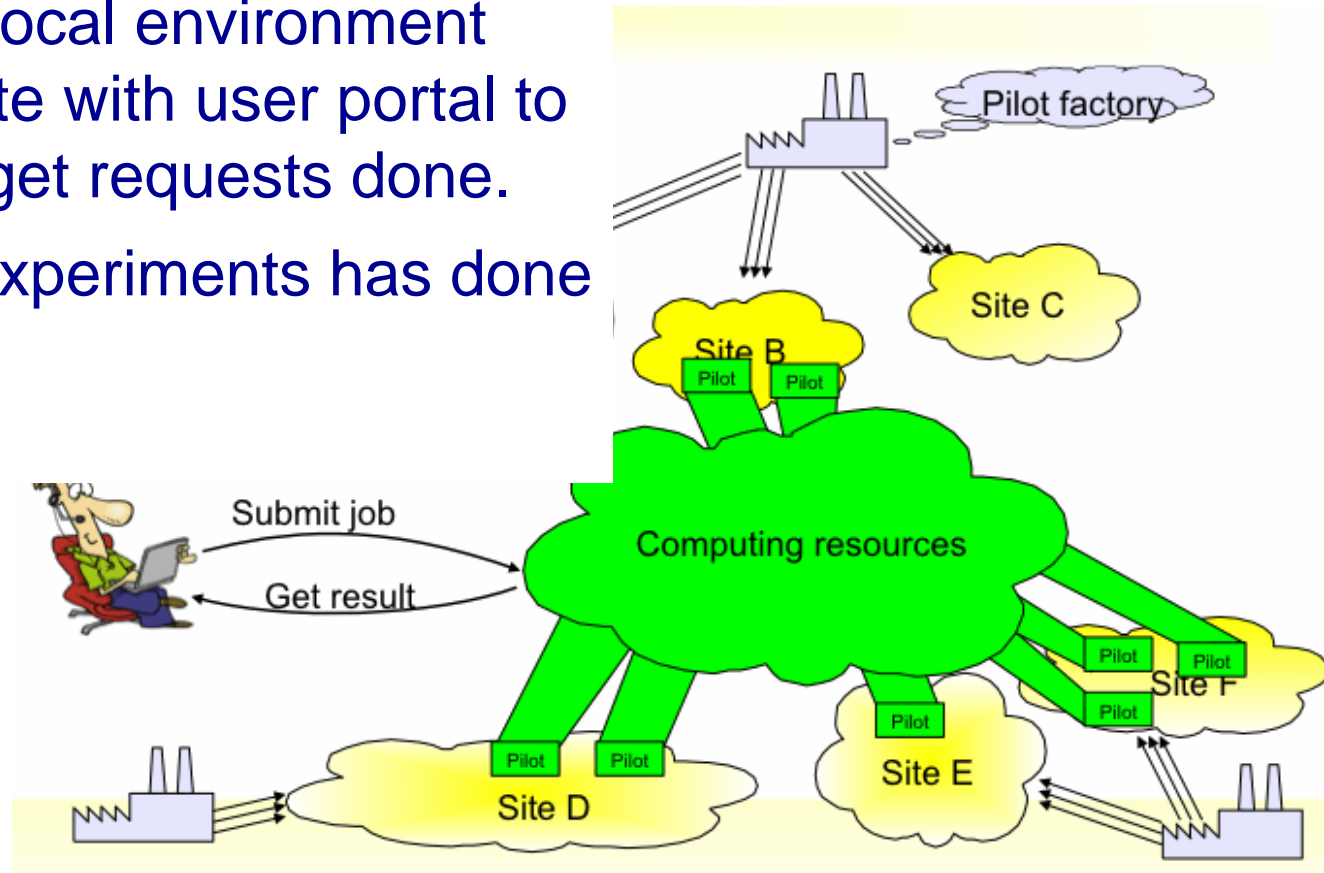 ocal environment
te with user portal to
get requests done.
xperiments has done
Pilot factory
Site C
Site B
Pilot
Pilot
Submit job
Computing resources
Get result
Pilot
Pilot
Site F
Pilot
Pilot
Site E
Pilot
Pilot
Site D